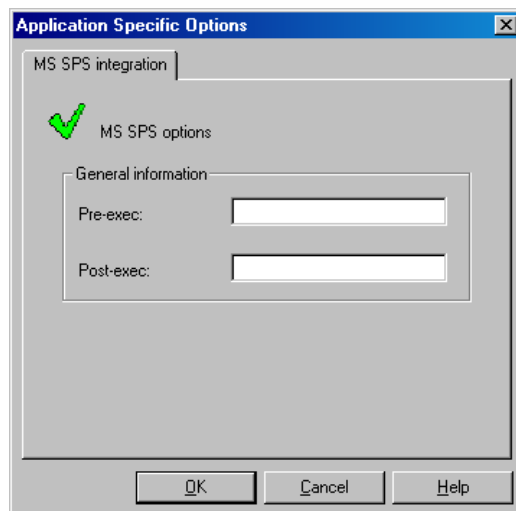 Application Specific Options
MS SPS integration
MS SPS options
General information
Pre-exec:
Post-exec:
OK Cancel Help